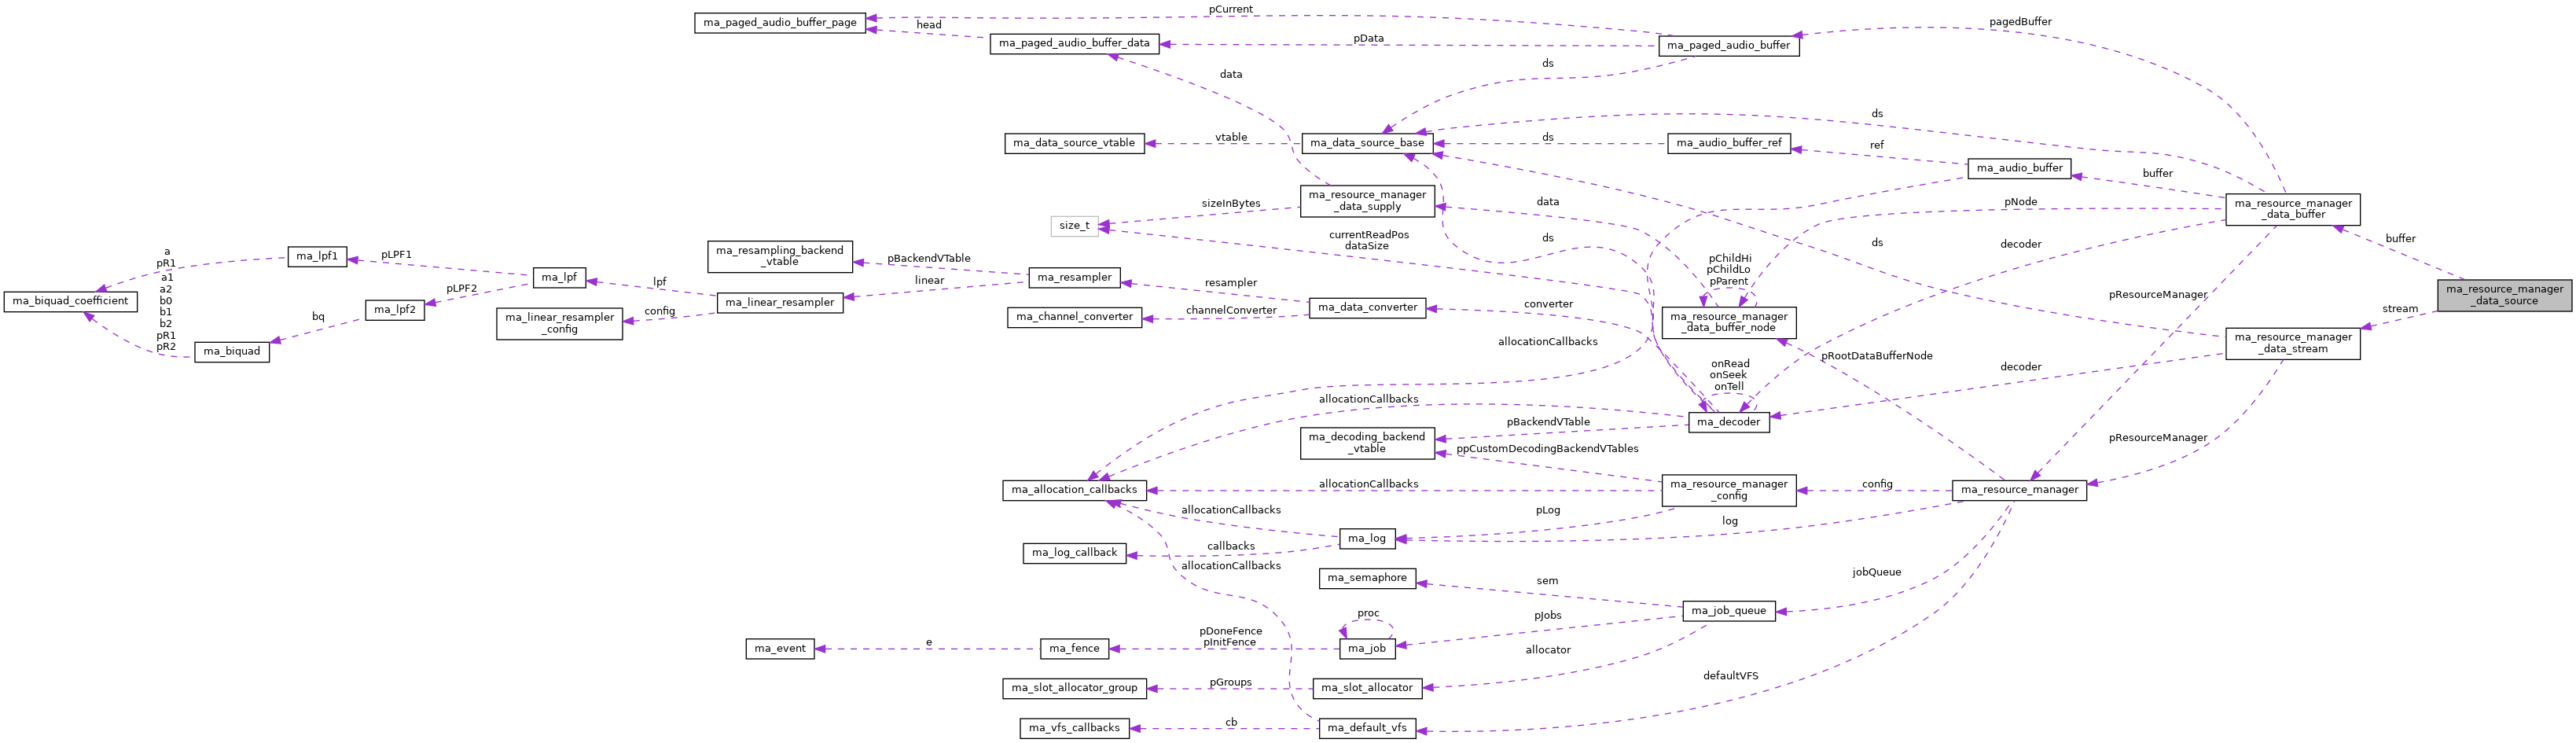 pCurrent
ma_paged_audio_buffer_page
head
pagedBuffer
ma_paged_audio_buffer_data
pData
ma_paged_audio_buffer
ds
data
ds
ma_data_source_vtable
vtable
ma_data_source_base
ds
ma_audio_buffer_ref
ref
ma_audio_buffer
buffer
ma_resource_manager
_data_supply
sizeInBytes
data
pNode
ma_resource_manager
_data_buffer
size_t
currentReadPos
dataSize
ds
ds
decoder
buffer
ma_biquad_coefficient
a
pR1
a1
a2
b0
b1
b2
pR1
pR2
ma_lpf1
pLPF1
ma_lpf
pLPF2
ma_lpf2
bq
ma_biquad
ma_resampling_backend
_vtable
pBackendVTable
ma_resampler
lpf
ma_linear_resampler
linear
resampler
config
ma_linear_resampler
_config
ma_channel_converter
channelConverter
ma_data_converter
converter
pChildHi
pChildLo
pParent
ma_resource_manager
_data_buffer_node
pResourceManager
ma_resource_manager
_data_source
stream
ma_resource_manager
_data_stream
allocationCallbacks
pRootDataBufferNode
onRead
onSeek
onTell
decoder
allocationCallbacks
ma_decoder
pBackendVTable
ma_decoding_backend
_vtable
ppCustomDecodingBackendVTables
pResourceManager
ma_allocation_callbacks
allocationCallbacks
ma_resource_manager
_config
config
ma_resource_manager
allocationCallbacks
pLog
log
ma_log
callbacks
ma_log_callback
allocationCallbacks
ma_semaphore
sem
jobQueue
ma_job_queue
proc
pJobs
ma_event
e
ma_fence
pDoneFence
pInitFence
ma_job
allocator
ma_slot_allocator_group
pGroups
ma_slot_allocator
defaultVFS
ma_vfs_callbacks
cb
ma_default_vfs